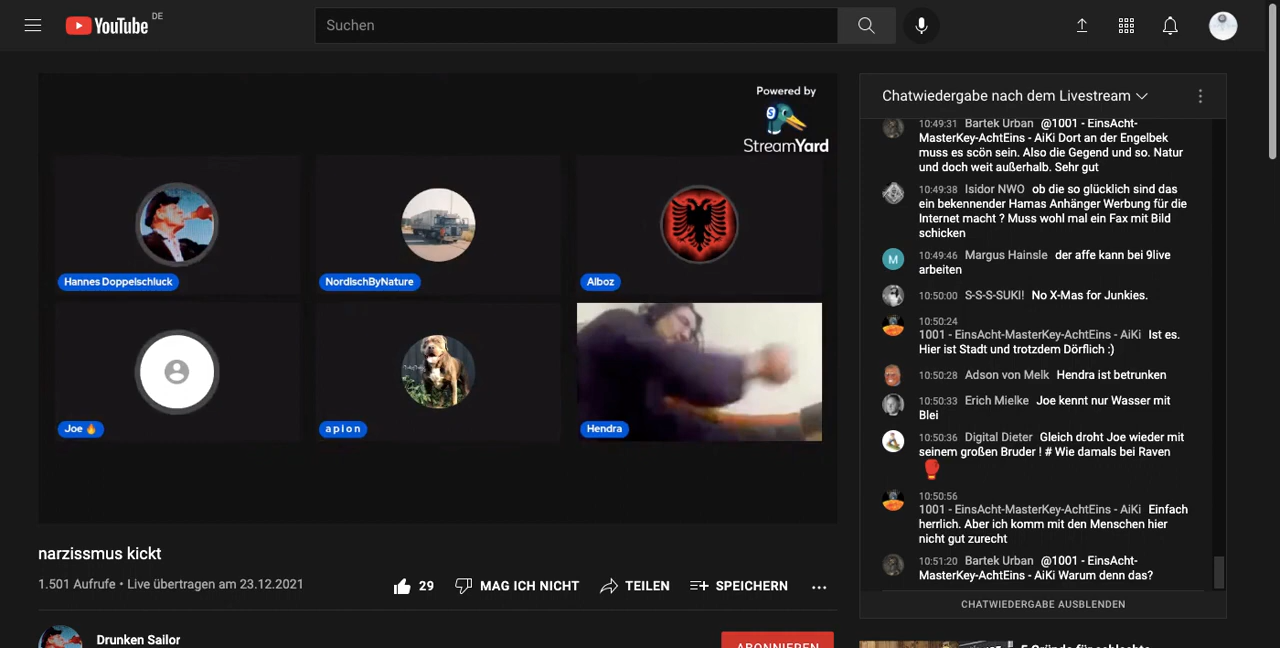 YouTube DE
Suchen
Powered by
StreamYard
Hannes Doppelschluck
NordischByNature
Alboz
Joe 🔥
a p i o n
Hendra
narzissmus kickt
1.501 Aufrufe • Live übertragen am 23.12.2021
29
MAG ICH NICHT
TEILEN
SPEICHERN
Drunken Sailor
ABONNIEREN
Chatwiedergabe nach dem Livestream
10:49:31 Bartek Urban @1001 - EinsAcht-
MasterKey-AchtEins - AiKi Dort an der Engelbek
muss es scön sein. Also die Gegend und so. Natur
und doch weit außerhalb. Sehr gut
10:49:38 Isidor NWO ob die so glücklich sind das
ein bekennender Hamas Anhänger Werbung für die
Internet macht ? Muss wohl mal ein Fax mit Bild
schicken
M
10:49:46 Margus Hainsle der affe kann bei 9live
arbeiten
10:50:00 S-S-S-SUKI! No X-Mas for Junkies.
10:50:24
1001 - EinsAcht-MasterKey-AchtEins - AiKi Ist es.
Hier ist Stadt und trotzdem Dörflich :)
10:50:28 Adson von Melk Hendra ist betrunken
10:50:33 Erich Mielke Joe kennt nur Wasser mit
Blei
10:50:36 Digital Dieter Gleich droht Joe wieder mit
seinem großen Bruder ! # Wie damals bei Raven
🥊
10:50:56
1001 - EinsAcht-MasterKey-AchtEins - AiKi Einfach
herrlich. Aber ich komm mit den Menschen hier
nicht gut zurecht
10:51:20 Bartek Urban @1001 - EinsAcht-
MasterKey-AchtEins - AiKi Warum denn das?
CHATWIEDERGABE AUSBLENDEN
5 Gründe für schlechte